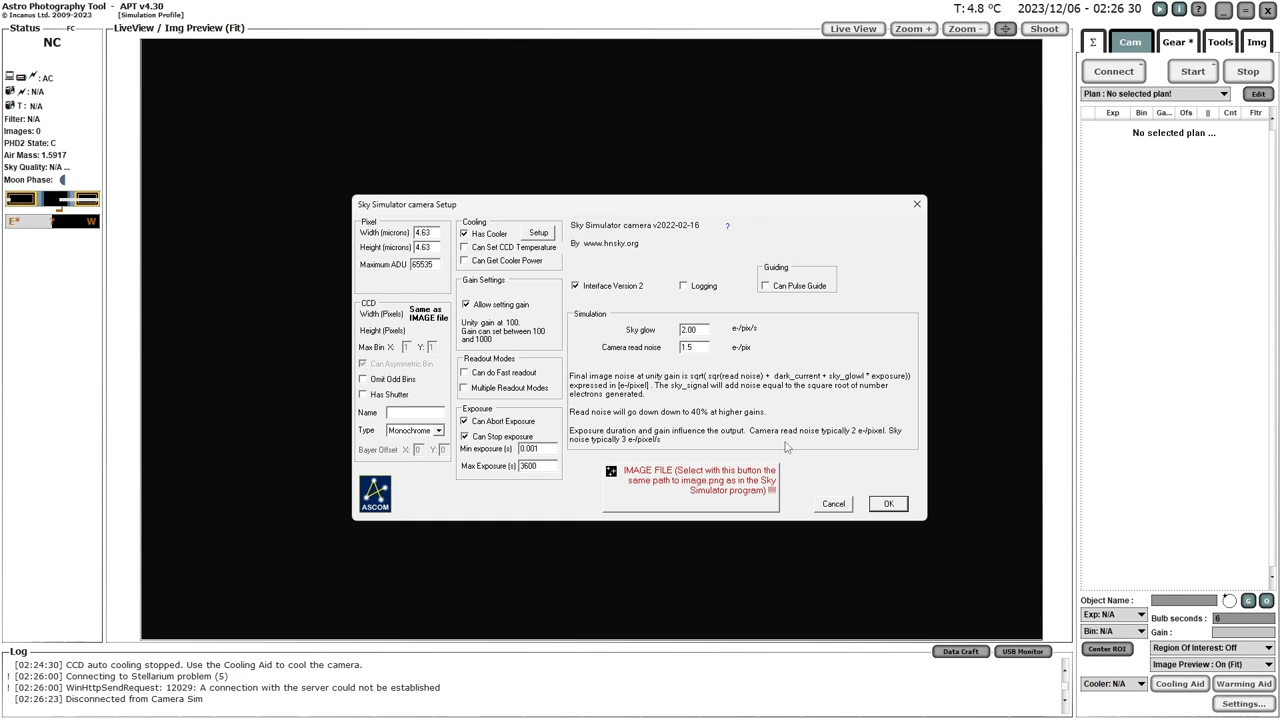 Astro Photography Tool - APT v4.30
© Incanus Ltd. 2009-2023 [Simulation Profile]
T: 4.8 °C 2023/12/06 - 02:26 30
i ? _ = x
Status FC
NC
: AC
: N/A
T : N/A
Filter: N/A
Images: 0
PHD2 State: C
Air Mass: 1.5917
Sky Quality: N/A ...
Moon Phase:
E* ? W
LiveView / Img Preview (Fit)
Live View Zoom + Zoom - Shoot
Σ Cam Gear * Tools Img
Connect Start Stop
Plan : No selected plan! Edit
Exp Bin Ga... Ofs || Cnt Fltr
No selected plan ...
Sky Simulator camera Setup
Pixel
Width (microns) 4.63
Height (microns) 4.63
Maximum ADU 65535
CCD
Width (Pixels) Same as IMAGE file
Height (Pixels)
Max Bin X: 1 Y: 1
Can Asymmetric Bin
Omit Odd Bins
Has Shutter
Name
Type Monochrome
Bayer Offset X: 0 Y: 0
ASCOM
Cooling
Has Cooler Setup
Can Set CCD Temperature
Can Get Cooler Power
Gain Settings
Allow setting gain
Unity gain at 100.
Gain can set between 100
and 1000
Readout Modes
Can do Fast readout
Multiple Readout Modes
Exposure
Can Abort Exposure
Can Stop exposure
Min exposure (s) 0.001
Max Exposure (s) 3600
Sky Simulator camera v2022-02-16 ?
By www.hnsky.org
Guiding
Interface Version 2 Logging Can Pulse Guide
Simulation
Sky glow 2.00 e-/pix/s
Camera read noise 1.5 e-/pix
Final image noise at unity gain is sqrt( sqr(read noise) + dark_current + sky_glowl * exposure))
expressed in [e-/pixel] . The sky_signal will add noise equal to the square root of number
electrons generated.
Read noise will go down down to 40% at higher gains.
Exposure duration and gain influence the output. Camera read noise typically 2 e-/pixel. Sky
noise typically 3 e-/pixel/s
IMAGE FILE (Select with this button the
same path to image.png as in the Sky
Simulator program) !!!!
Cancel OK
Object Name : G O
Exp: N/A Bulb seconds : 6
Bin: N/A Gain :
Center ROI Region Of Interest: Off
Image Preview : On (Fit)
Cooler: N/A Cooling Aid Warming Aid
Settings...
Log
Data Craft USB Monitor
[02:24:30] CCD auto cooling stopped. Use the Cooling Aid to cool the camera.
! [02:26:00] Connecting to Stellarium problem (5)
! [02:26:00] WinHttpSendRequest: 12029: A connection with the server could not be established
[02:26:23] Disconnected from Camera Sim